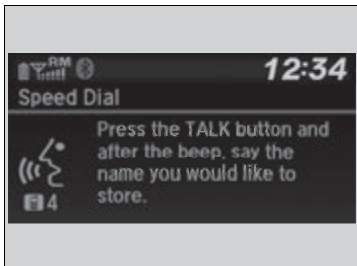 RM 12:34
Speed Dial
Press the TALK button and
after the beep, say the
name you would like to
4 store.